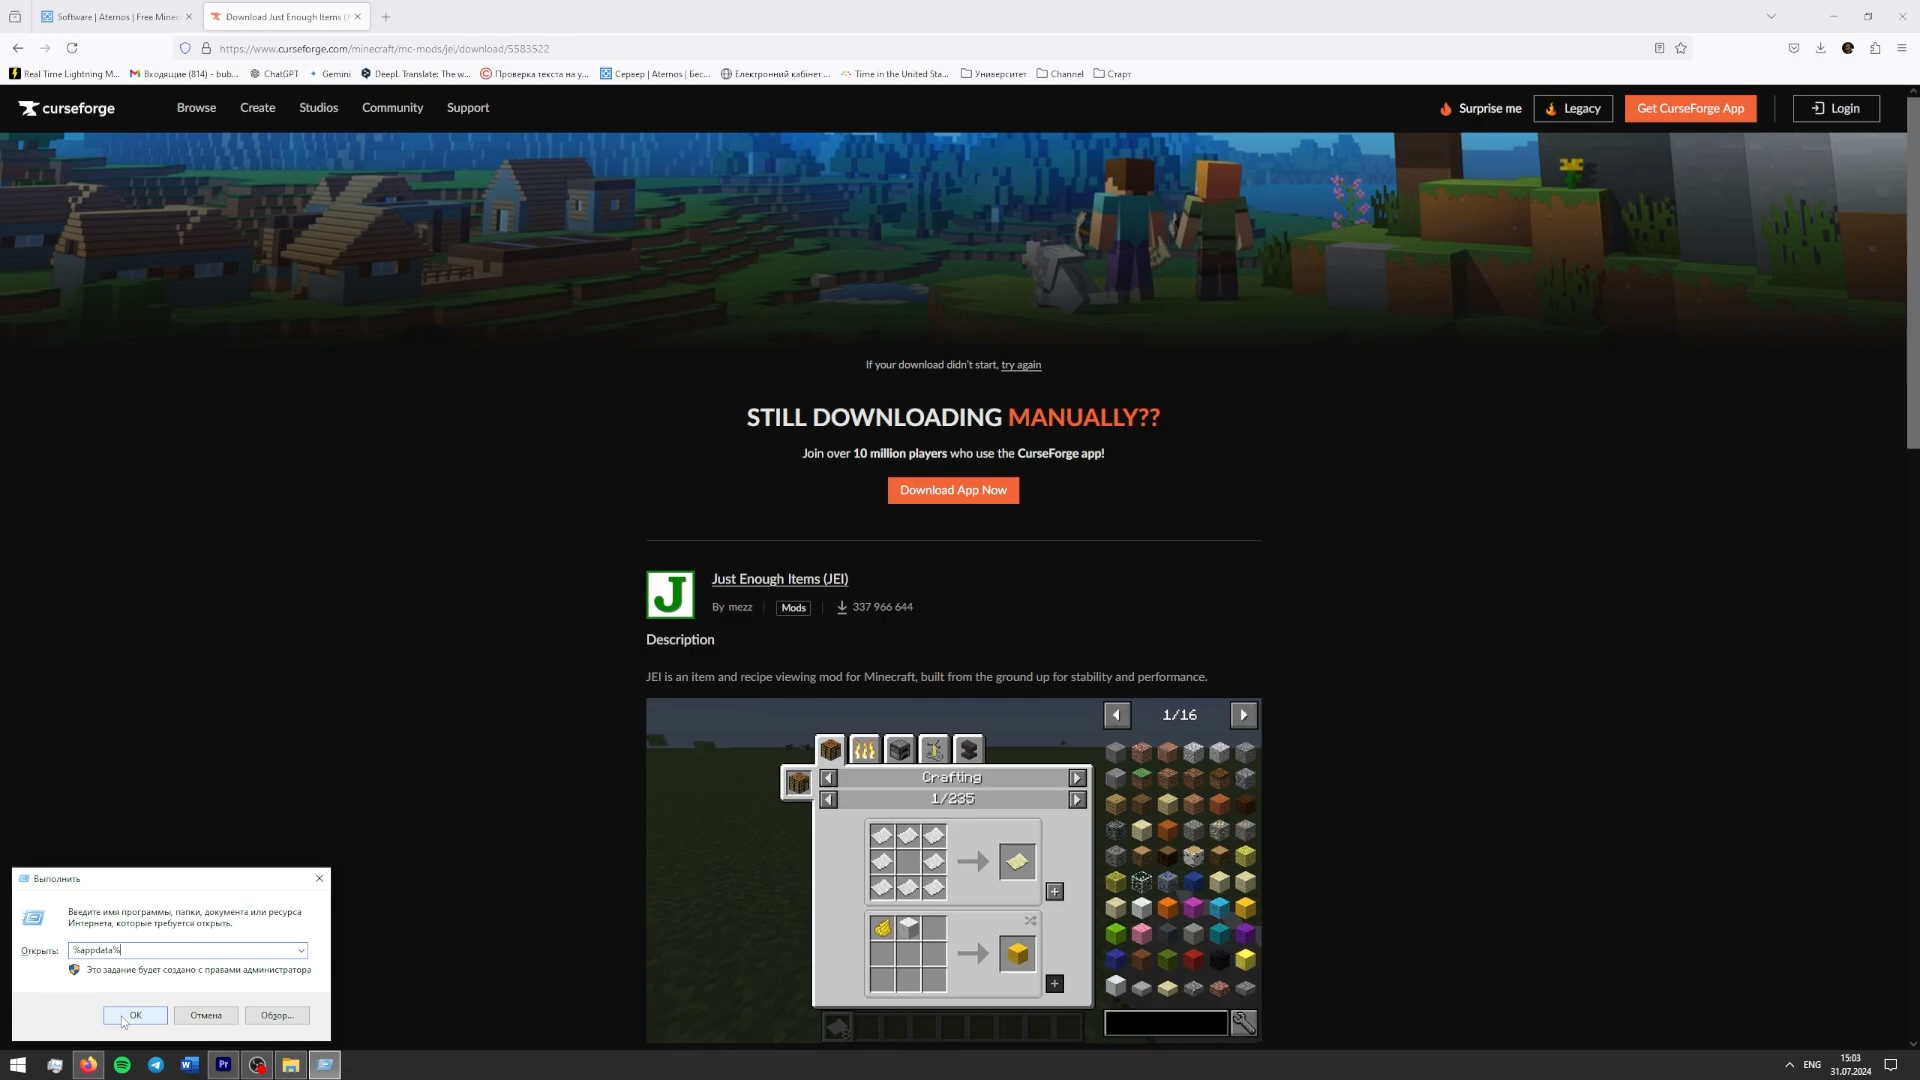 Software | Aternos | Free Minec
Download Just Enough Items (J
https://www.curseforge.com/minecraft/mc-mods/jei/download/5583522
Real Time Lightning M...
Входящие (814) - bub...
ChatGPT
Gemini
DeepL Translate: The w...
Проверка текста на у...
Сервер | Aternos | Бес...
Електронний кабінет ...
Time in the United Sta...
Университет
Channel
Старт
curseforge
Browse
Create
Studios
Community
Support
Surprise me
Legacy
Get CurseForge App
Login
If your download didn't start, try again
STILL DOWNLOADING MANUALLY??
Join over 10 million players who use the CurseForge app!
Download App Now
J
Just Enough Items (JEI)
By mezz
Mods
337 966 644
Description
JEI is an item and recipe viewing mod for Minecraft, built from the ground up for stability and performance.
1/16
Crafting
1/235
Выполнить
Введите имя программы, папки, документа или ресурса
Интернета, которые требуется открыть.
Открыть:
%appdata%
Это задание будет создано с правами администратора
ОК
Отмена
Обзор...
W
Pr
ENG
15:03
31.07.2024